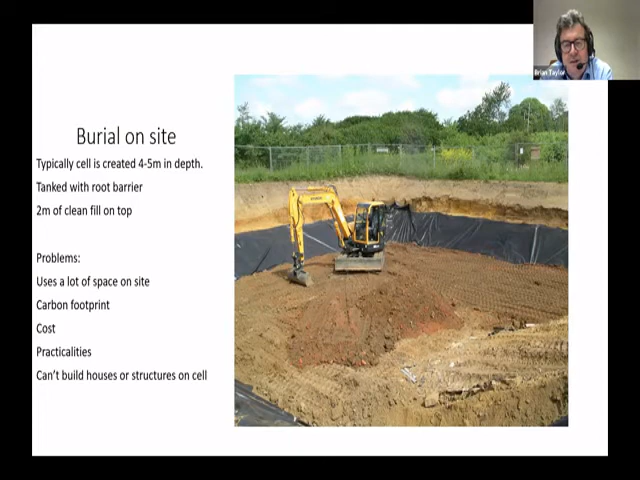 Brian Taylor
Burial on site
Typically cell is created 4-5m in depth.
Tanked with root barrier
2m of clean fill on top
Problems:
Uses a lot of space on site
Carbon footprint
Cost
Practicalities
Can't build houses or structures on cell